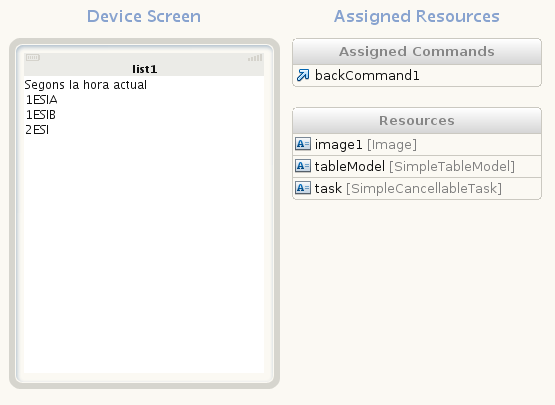 Device Screen
list1
Segons la hora actual
1ESIA
1ESIB
2ESI
Assigned Resources
Assigned Commands
backCommand1
Resources
image1 [Image]
tableModel [SimpleTableModel]
task [SimpleCancellableTask]